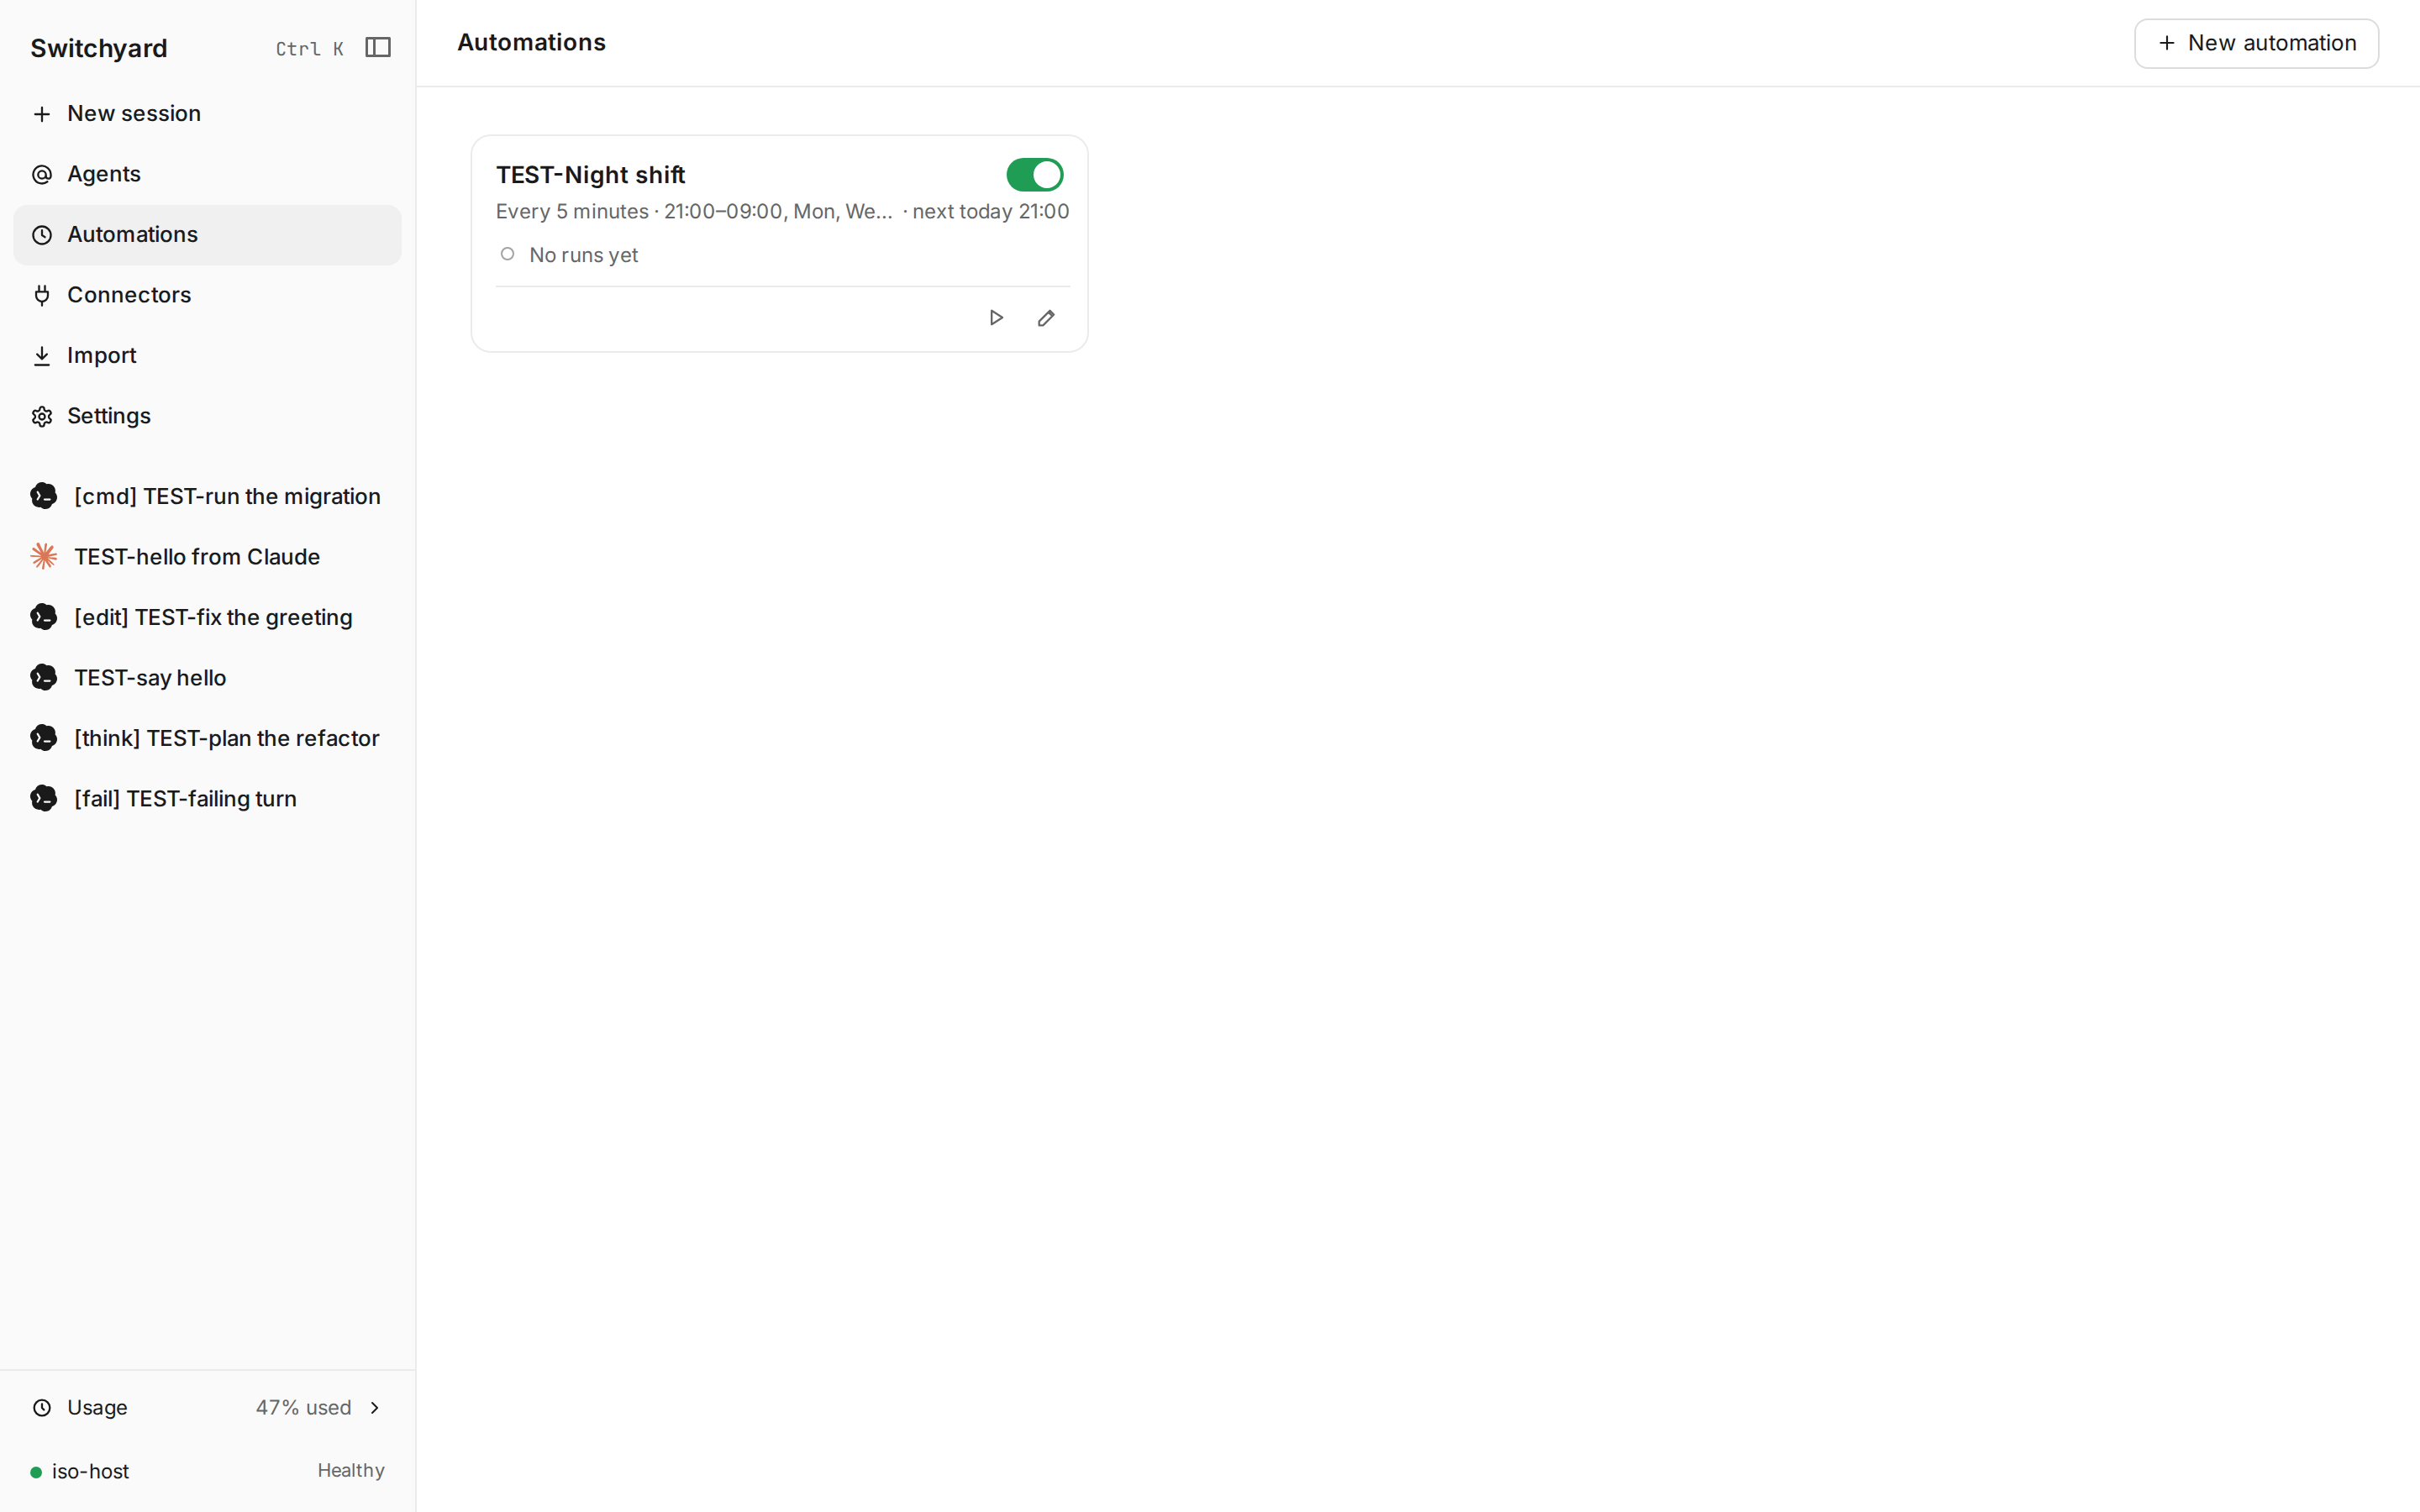 Switchyard
Ctrl K
New session
Agents
Automations
Connectors
Import
Settings
[cmd] TEST-run the migration
TEST-hello from Claude
[edit] TEST-fix the greeting
TEST-say hello
[think] TEST-plan the refactor
[fail] TEST-failing turn
Usage 47% used
iso-host Healthy
Automations
New automation
TEST-Night shift
Every 5 minutes · 21:00–09:00, Mon, We... · next today 21:00
No runs yet